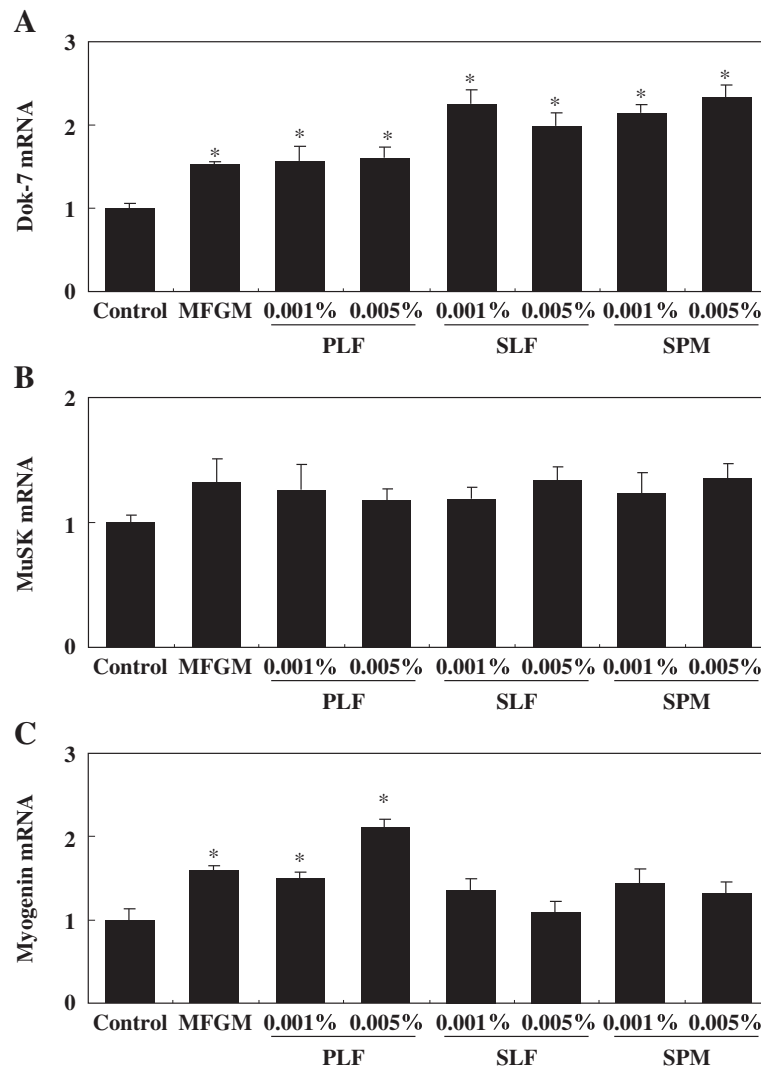 A
Dok-7 mRNA
3
2
1
0
* * * * * * *
Control MFGM 0.001% 0.005% 0.001% 0.005% 0.001% 0.005%
PLF SLF SPM
B
MuSK mRNA
2
1
0
Control MFGM 0.001% 0.005% 0.001% 0.005% 0.001% 0.005%
PLF SLF SPM
C
Myogenin mRNA
3
2
1
0
* * *
Control MFGM 0.001% 0.005% 0.001% 0.005% 0.001% 0.005%
PLF SLF SPM